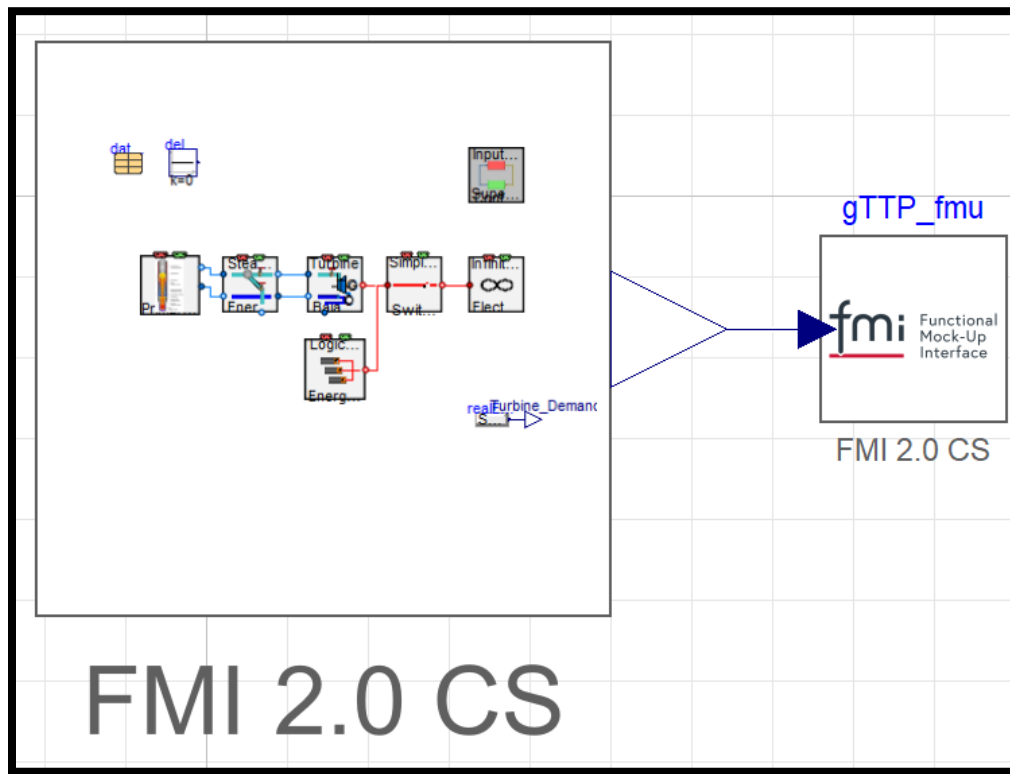 dat...
del...
k=0
Input...
Stea...
Turbine
Simpl...
Infinit...
Pr...
Ener...
Bala...
Swit...
Elect...
Logic...
Energ...
Turbine_Demand
S...
gTTP_fmu
fmi Functional
Mock-Up
Interface
FMI 2.0 CS
FMI 2.0 CS